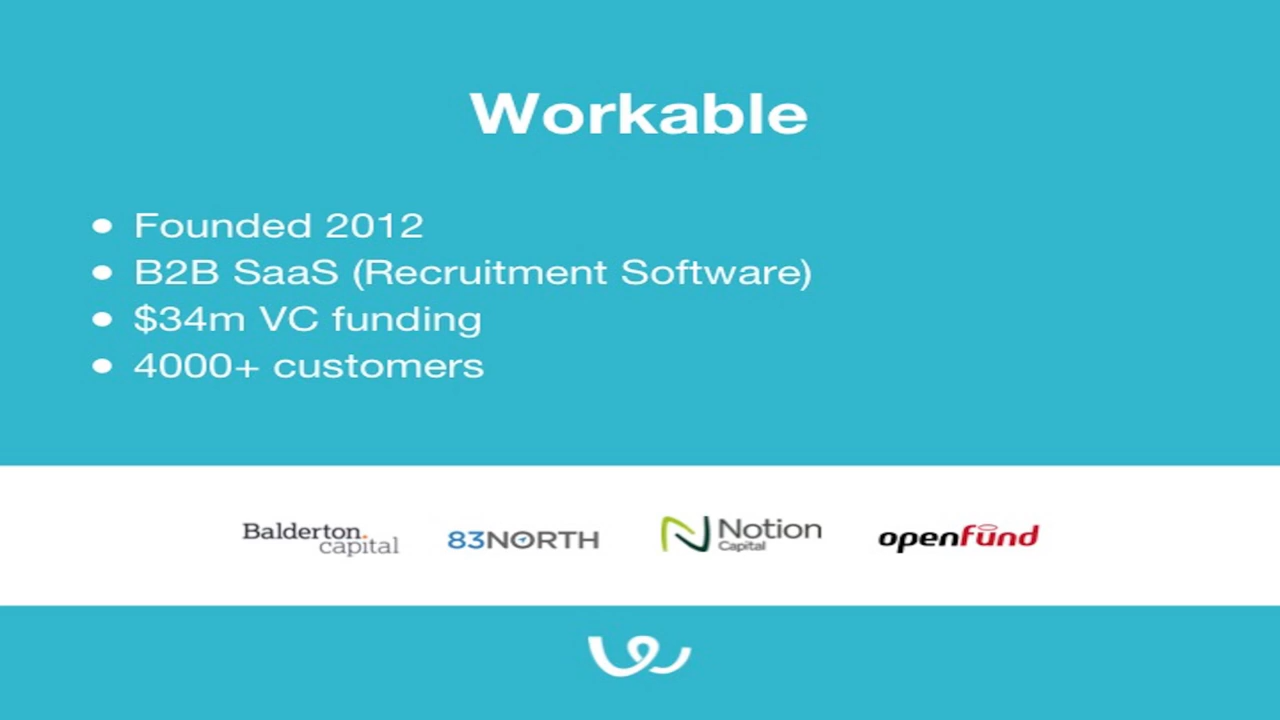 Workable
● Founded 2012
● B2B SaaS (Recruitment Software)
● $34m VC funding
● 4000+ customers
Balderton.
capital
83NORTH
Notion
Capital
openfund